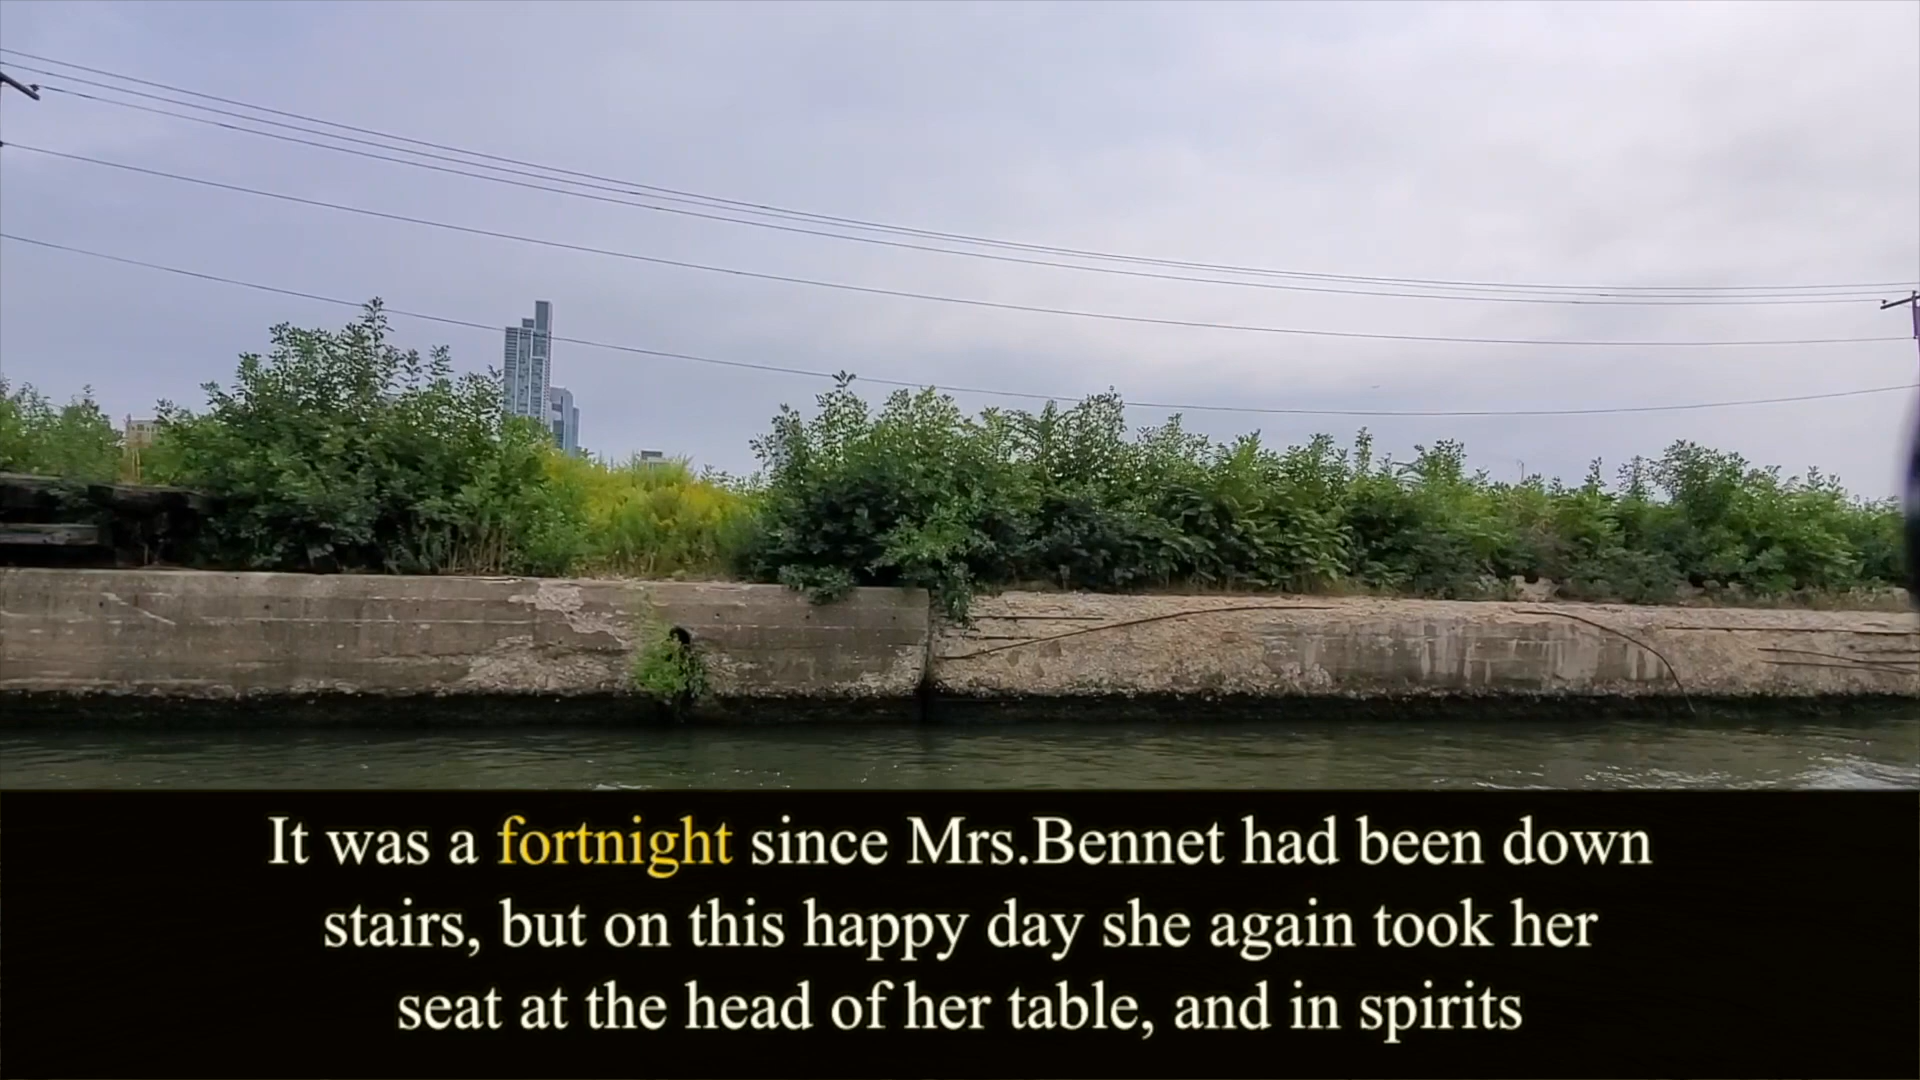 It was a fortnight since Mrs.Bennet had been down
stairs, but on this happy day she again took her
seat at the head of her table, and in spirits